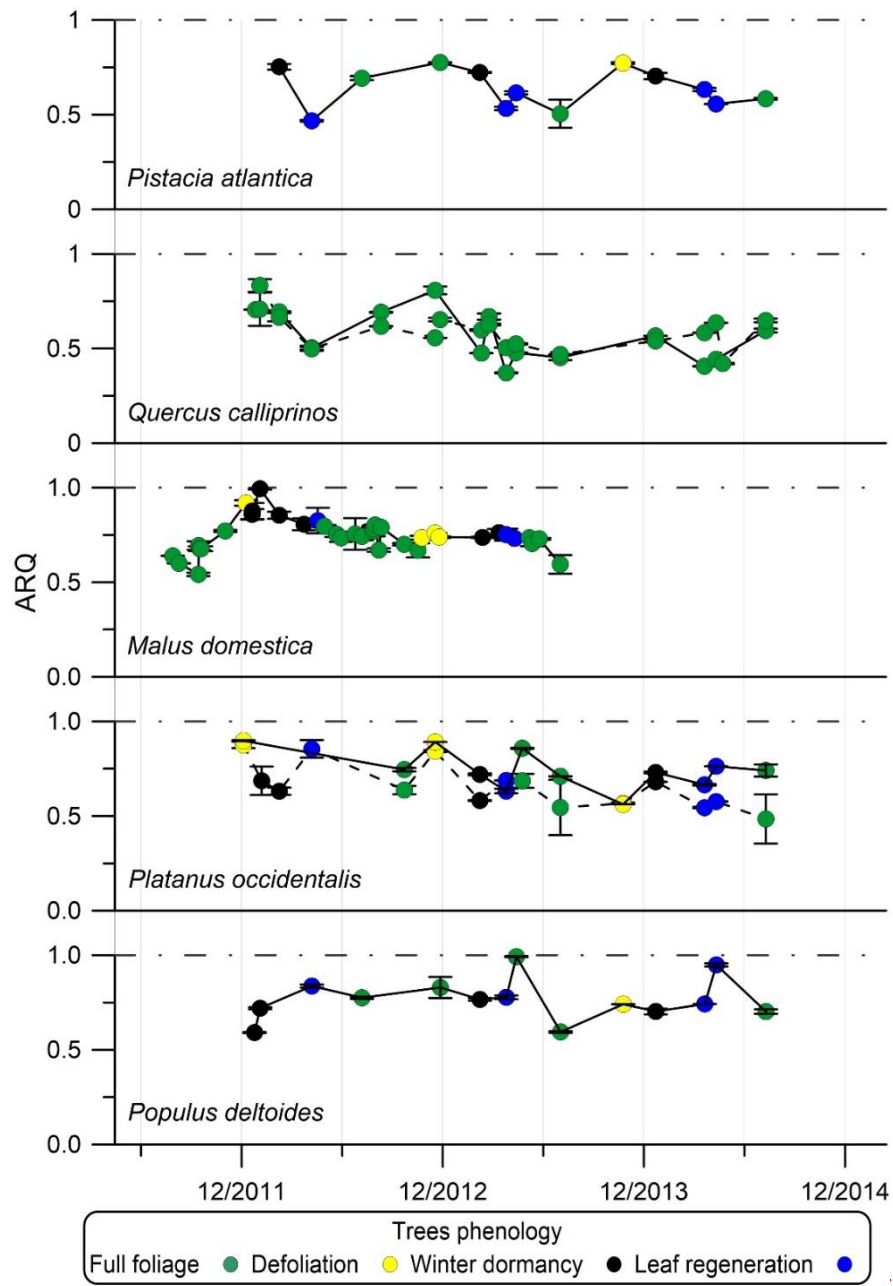 1
0.5
Pistacia atlantica
0
1
0.5
Quercus calliprinos
0
1.0
ARQ
0.5
Malus domestica
0.0
1.0
0.5
Platanus occidentalis
0.0
1.0
0.5
Populus deltoides
0.0
12/2011 12/2012 12/2013 12/2014
Trees phenology
Full foliage Defoliation Winter dormancy Leaf regeneration